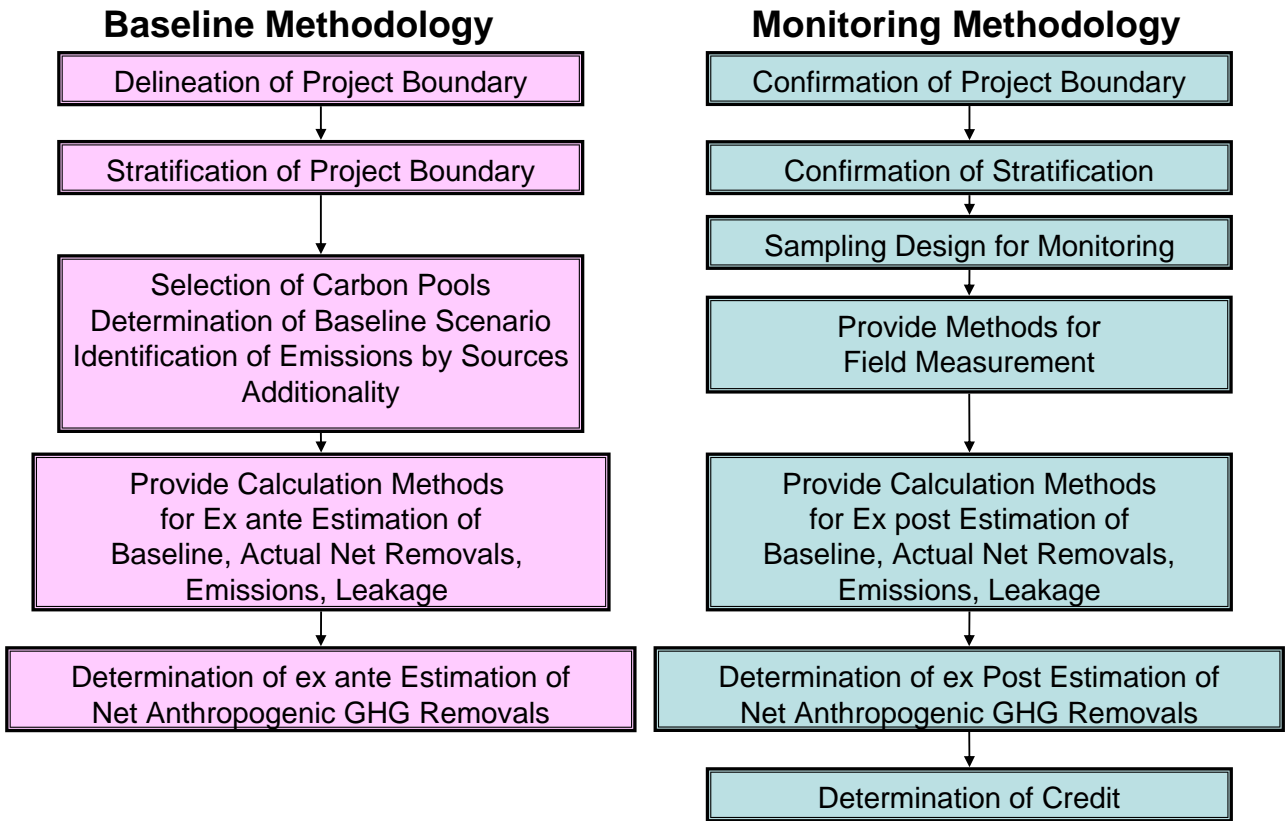 Baseline Methodology
Delineation of Project Boundary
Stratification of Project Boundary
Selection of Carbon Pools
Determination of Baseline Scenario
Identification of Emissions by Sources
Additionality
Provide Calculation Methods
for Ex ante Estimation of
Baseline, Actual Net Removals,
Emissions, Leakage
Determination of ex ante Estimation of
Net Anthropogenic GHG Removals
Monitoring Methodology
Confirmation of Project Boundary
Confirmation of Stratification
Sampling Design for Monitoring
Provide Methods for
Field Measurement
Provide Calculation Methods
for Ex post Estimation of
Baseline, Actual Net Removals,
Emissions, Leakage
Determination of ex Post Estimation of
Net Anthropogenic GHG Removals
Determination of Credit